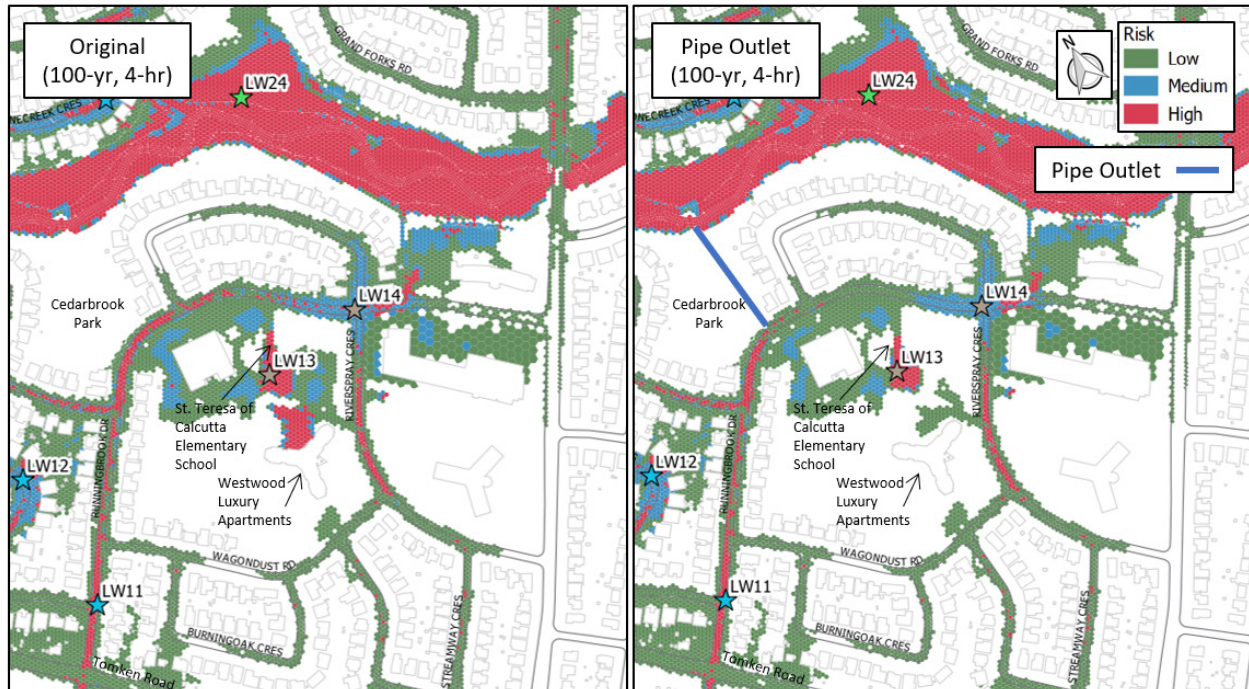 Original
(100-yr, 4-hr)
NECREEK CRES
LW24
GRAND FORKS RD
Cedarbrook
Park
LW14
RIVERSPRAY CRES
LW13
St. Teresa of
Calcutta
Elementary
School
Westwood
Luxury
Apartments
LW12
RUNNINGBROOK DR
WAGONDUST RD
LW11
BURNINGOAK CRES
STREAMWAY CRES
Tomken Road
Pipe Outlet
(100-yr, 4-hr)
NECREEK CRES
LW24
GRAND FORKS RD
N
Risk
Low
Medium
High
Pipe Outlet
Cedarbrook
Park
LW14
RIVERSPRAY CRES
LW13
St. Teresa of
Calcutta
Elementary
School
Westwood
Luxury
Apartments
LW12
RUNNINGBROOK DR
WAGONDUST RD
LW11
BURNINGOAK CRES
STREAMWAY CRES
Tomken Road